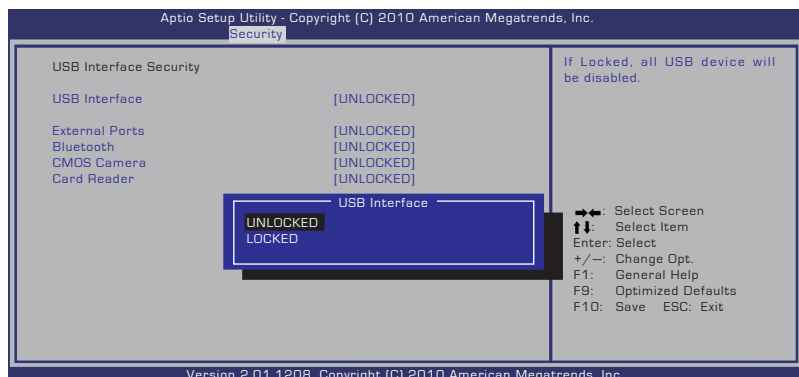 Aptio Setup Utility - Copyright (C) 2010 American Megatrends, Inc.
Security
USB Interface Security
USB Interface [UNLOCKED]
External Ports [UNLOCKED]
Bluetooth [UNLOCKED]
CMOS Camera [UNLOCKED]
Card Reader [UNLOCKED]
USB Interface
UNLOCKED
LOCKED
If Locked, all USB device will
be disabled.
→←: Select Screen
↑↓: Select Item
Enter: Select
+/—: Change Opt.
F1: General Help
F9: Optimized Defaults
F10: Save ESC: Exit
Version 2.01.1208. Copyright (C) 2010 American Megatrends, Inc.